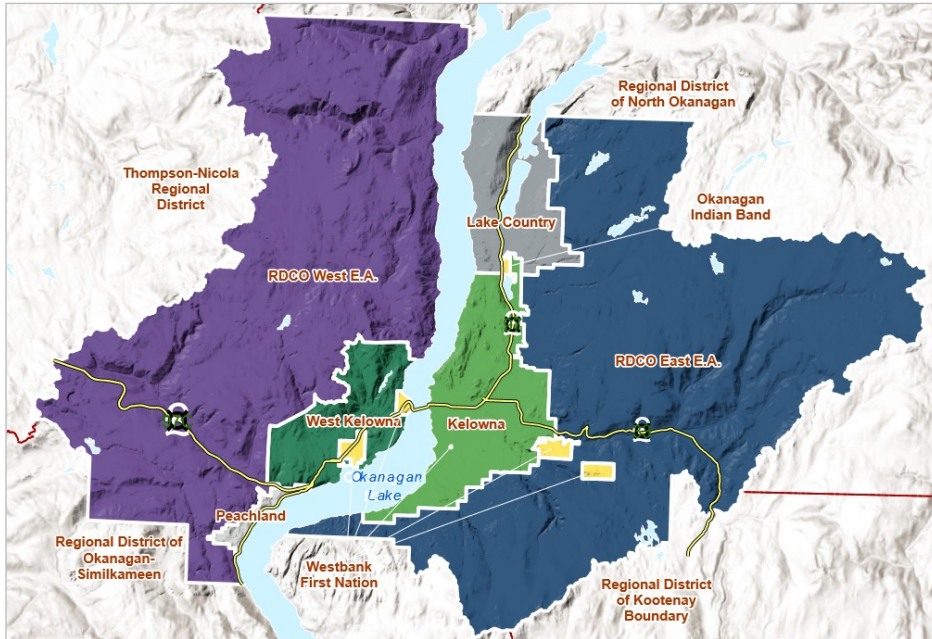 Regional District
of North Okanagan
Thompson-Nicola
Regional
District
Okanagan
Indian Band
Lake Country
RDCO West E.A.
RDCO East E.A.
West Kelowna
Kelowna
Okanagan
Lake
Peachland
Regional District of
Okanagan-
Similkameen
Westbank
First Nation
Regional District
of Kootenay
Boundary